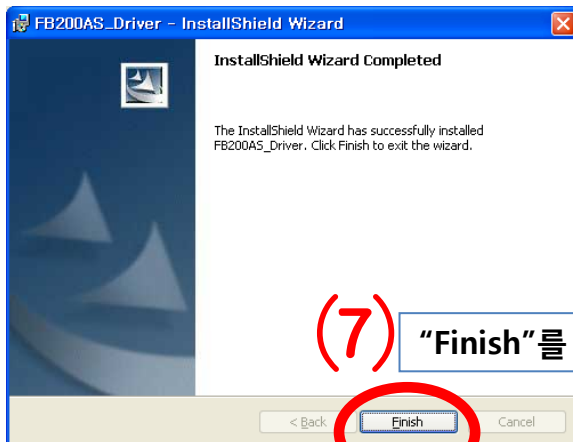 FB200AS_Driver - InstallShield Wizard
InstallShield Wizard Completed
The InstallShield Wizard has successfully installed
FB200AS_Driver. Click Finish to exit the wizard.
(7)
“Finish”를
< Back
Finish
Cancel